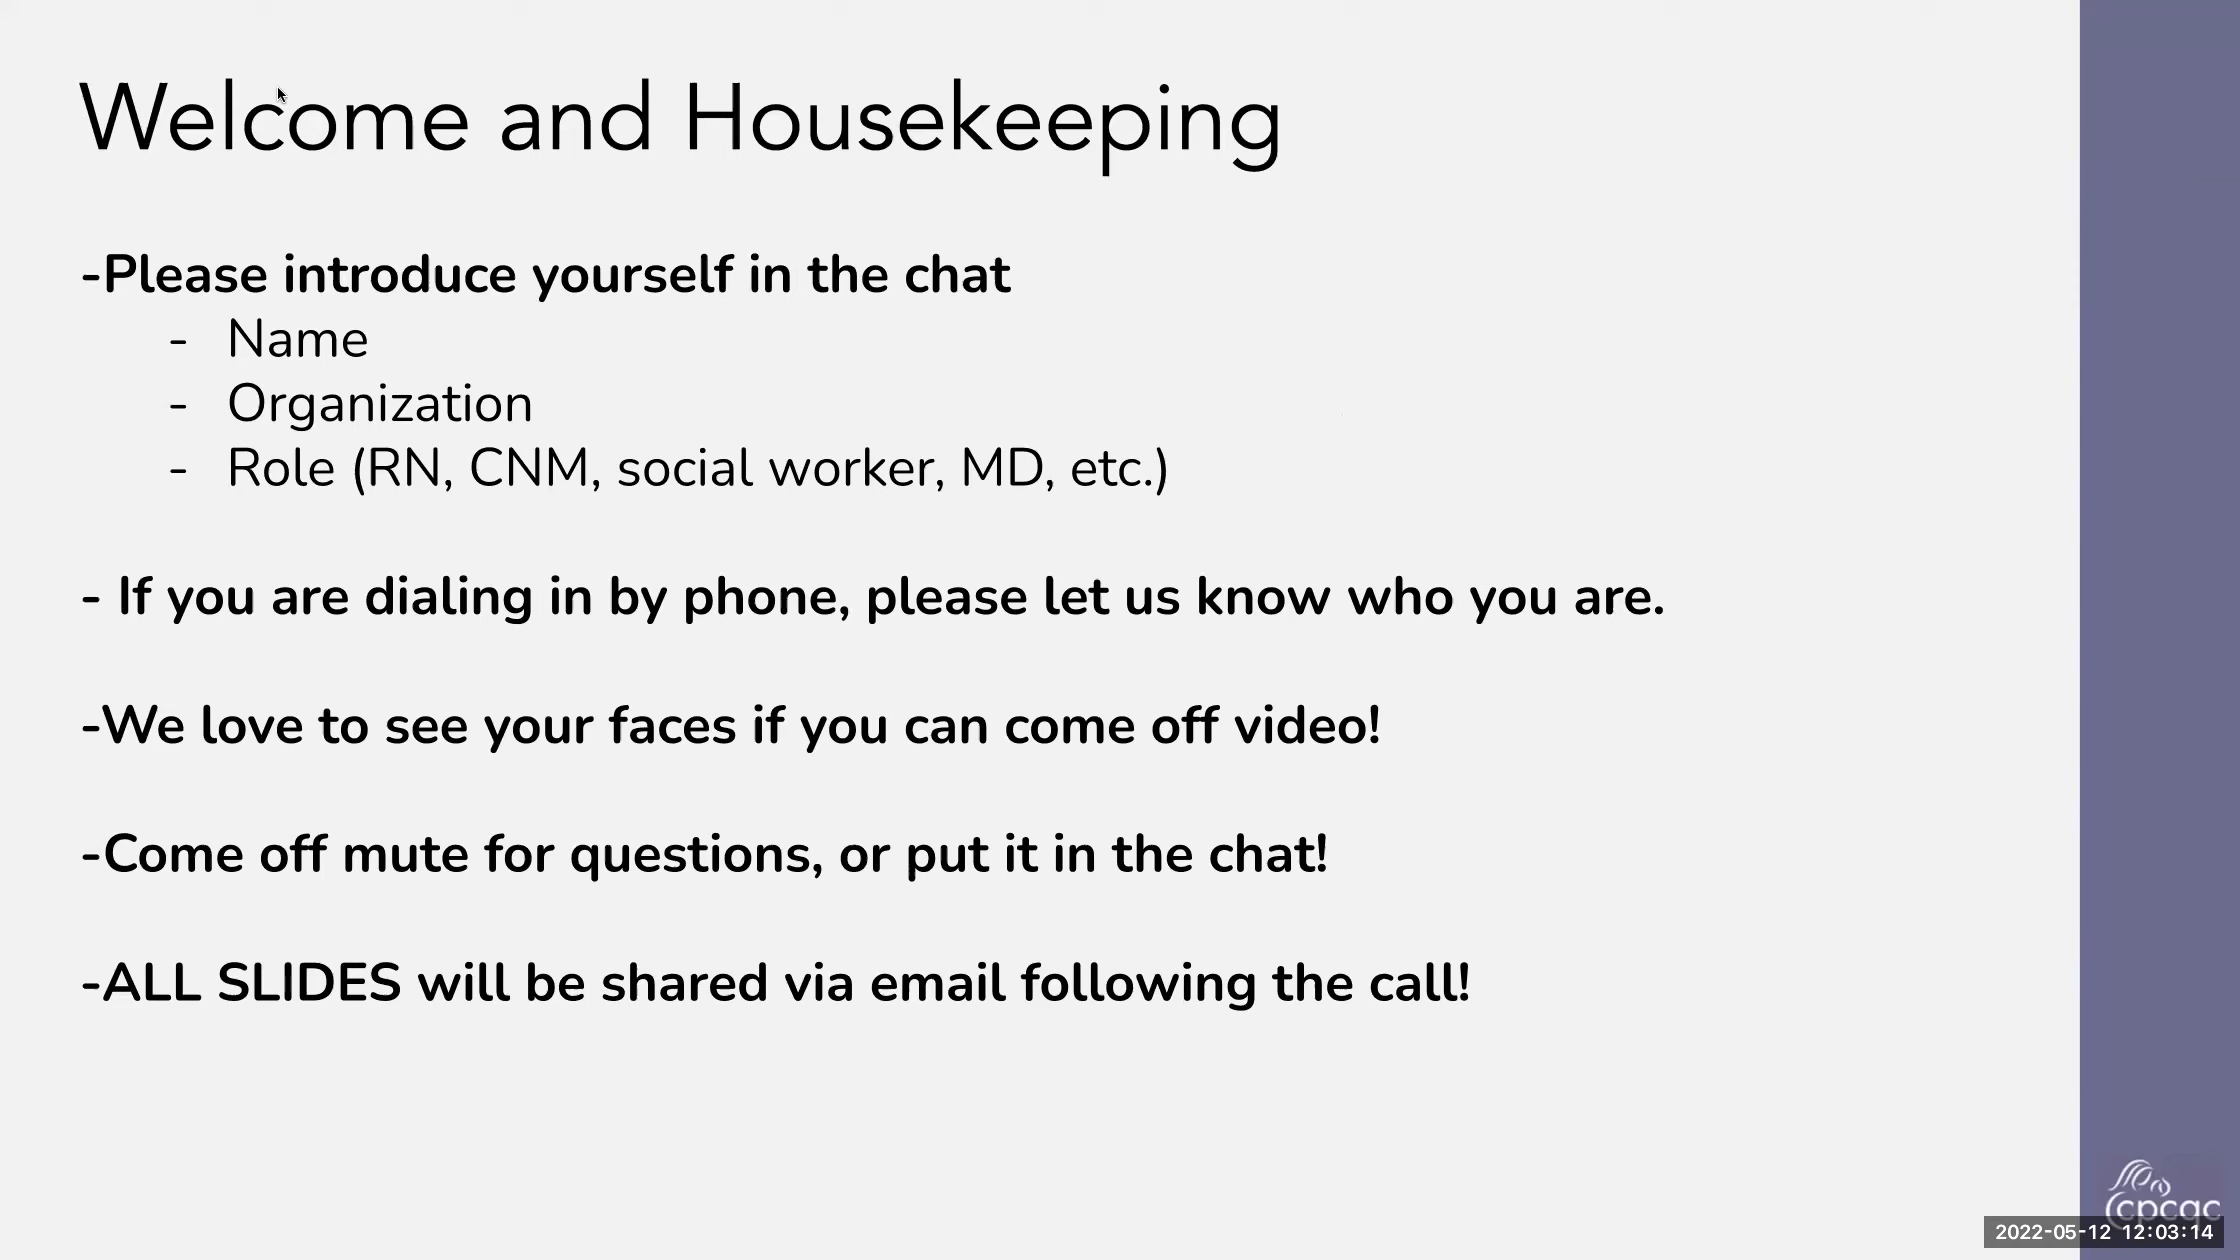 Welcome and Housekeeping
-Please introduce yourself in the chat
- Name
- Organization
- Role (RN, CNM, social worker, MD, etc.)
- If you are dialing in by phone, please let us know who you are.
-We love to see your faces if you can come off video!
-Come off mute for questions, or put it in the chat!
-ALL SLIDES will be shared via email following the call!
cpcqc
2022-05-12 12:03:14